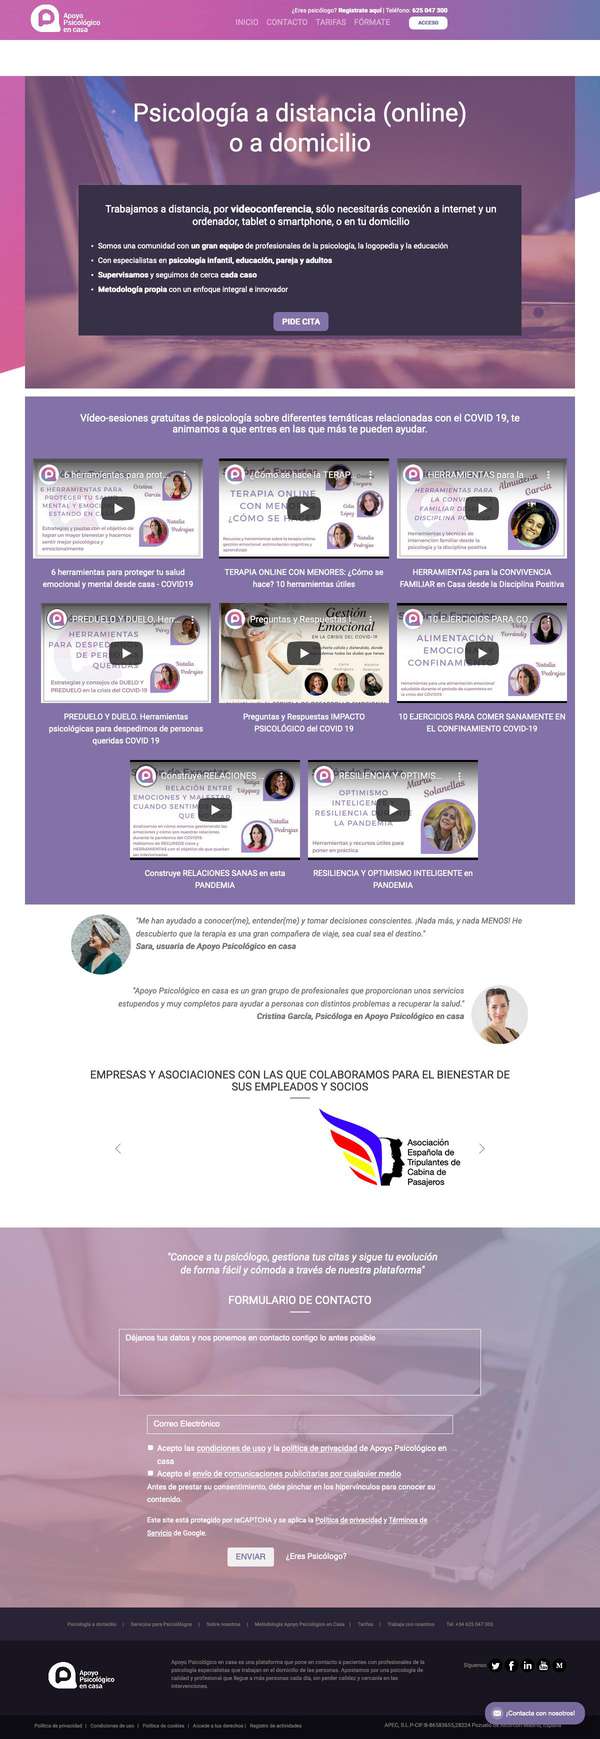 Apoyo
Psicológico
en casa
¿Eres psicólogo? Regístrate aquí | Teléfono: 625 047 300
INICIO CONTACTO TARIFAS FÓRMATE ACCESO
Psicología a distancia (online)
o a domicilio
Trabajamos a distancia, por videoconferencia, sólo necesitarás conexión a internet y un
ordenador, tablet o smartphone, o en tu domicilio
• Somos una comunidad con un gran equipo de profesionales de la psicología, la logopedia y la educación
• Con especialistas en psicología infantil, educación, pareja y adultos
• Supervisamos y seguimos de cerca cada caso
• Metodología propia con un enfoque integral e innovador
PIDE CITA
Vídeo-sesiones gratuitas de psicología sobre diferentes temáticas relacionadas con el COVID 19, te
animamos a que entres en las que más te pueden ayudar.
6 herramientas para prot...
6 HERRAMIENTAS PARA
PROTEGER TU SALUD
MENTAL Y EMOCIONAL
ESTANDO EN CASA
Cristina
García
Natalia
Pedrajas
Estrategias y pautas con el objetivo de
lograr un mayor bienestar y hacernos
sentir mejor psicológica y
emocionalmente
6 herramientas para proteger tu salud
emocional y mental desde casa - COVID19
¿Cómo se hace la TERAP...
TERAPIA ONLINE
CON MENORES
¿CÓMO SE HACE?
Natalia
Pedrajas
TERAPIA ONLINE CON MENORES: ¿Cómo se
hace? 10 herramientas útiles
HERRAMIENTAS para la ...
HERRAMIENTAS PARA
LA CONVIVENCIA
FAMILIAR DESDE LA
DISCIPLINA POSITIVA
Almudena
García
Herramientas y técnicas de
intervención familiar desde la
psicología y la disciplina positiva
HERRAMIENTAS para la CONVIVENCIA
FAMILIAR en Casa desde la Disciplina Positiva
PREDUELO Y DUELO. Herr...
HERRAMIENTAS
PARA DESPEDIRNOS
DE PERSONAS
QUERIDAS
Pérez
Natalia
Pedrajas
Estrategias y consejos de DUELO Y
PREDUELO en la crisis del COVID-19
PREDUELO Y DUELO. Herramientas
psicológicas para despedirnos de personas
queridas COVID 19
Preguntas y Respuestas I...
Gestión
Emocional
EN LA CRISIS DEL COVID-19
Preguntas y Respuestas IMPACTO
PSICOLÓGICO del COVID 19
10 EJERCICIOS PARA CO...
ALIMENTACIÓN
EMOCIONAL Y
CONFINAMIENTO
Vicky
Fernández
Natalia
Pedrajas
10 EJERCICIOS PARA COMER SANAMENTE EN
EL CONFINAMIENTO COVID-19
Construye RELACIONES ...
RELACIÓN ENTRE
EMOCIONES Y MALESTAR
CUANDO SENTIMOS
QUE
Vázquez
Natalia
Pedrajas
Construye RELACIONES SANAS en esta
PANDEMIA
RESILIENCIA Y OPTIMIS...
OPTIMISMO
INTELIGENTE
RESILIENCIA DURANTE
LA PANDEMIA
Marta
Solanellas
Herramientas y recursos útiles para
poner en práctica
RESILIENCIA Y OPTIMISMO INTELIGENTE en
PANDEMIA
"Me han ayudado a conocer(me), entender(me) y tomar decisiones conscientes. ¡Nada más, y nada MENOS! He
descubierto que la terapia es una gran compañera de viaje, sea cual sea el destino."
Sara, usuaria de Apoyo Psicológico en casa
"Apoyo Psicológico en casa es un gran grupo de profesionales que proporcionan unos servicios
estupendos y muy completos para ayudar a personas con distintos problemas a recuperar la salud."
Cristina García, Psicóloga en Apoyo Psicológico en casa
EMPRESAS Y ASOCIACIONES CON LAS QUE COLABORAMOS PARA EL BIENESTAR DE
SUS EMPLEADOS Y SOCIOS
Asociación
Española de
Tripulantes de
Cabina de
Pasajeros
"Conoce a tu psicólogo, gestiona tus citas y sigue tu evolución
de forma fácil y cómoda a través de nuestra plataforma"
FORMULARIO DE CONTACTO
Déjanos tus datos y nos ponemos en contacto contigo lo antes posible
Correo Electrónico
Acepto las condiciones de uso y la política de privacidad de Apoyo Psicológico en
casa
Acepto el envío de comunicaciones publicitarias por cualquier medio
Antes de prestar su consentimiento, debe pinchar en los hipervínculos para conocer su
contenido.
Este site está protegido por reCAPTCHA y se aplica la Política de privacidad y Términos de
Servicio de Google.
ENVIAR ¿Eres Psicólogo?
Psicología a domicilio | Servicios para Psicólogos | Sobre nosotros | Metodología Apoyo Psicológico en Casa | Tarifas | Trabaja con nosotros Tel: +34 625 047 300
Apoyo
Psicológico
en casa
Apoyo Psicológico en casa es una plataforma que pone en contacto a pacientes con profesionales de la
psicología especialistas que trabajan en el domicilio de las personas. Apostamos por una psicología de
calidad y profesional que llegue a más personas cada día, sin perder calidez y cercanía en las
intervenciones.
Síguenos:
¡Contacta con nosotros!
Política de privacidad | Condiciones de uso | Política de cookies | Accede a tus derechos | Registro de actividades
APEC, S.L.P-CIF B-86583655,28224 Pozuelo de Alarcón Madrid, España